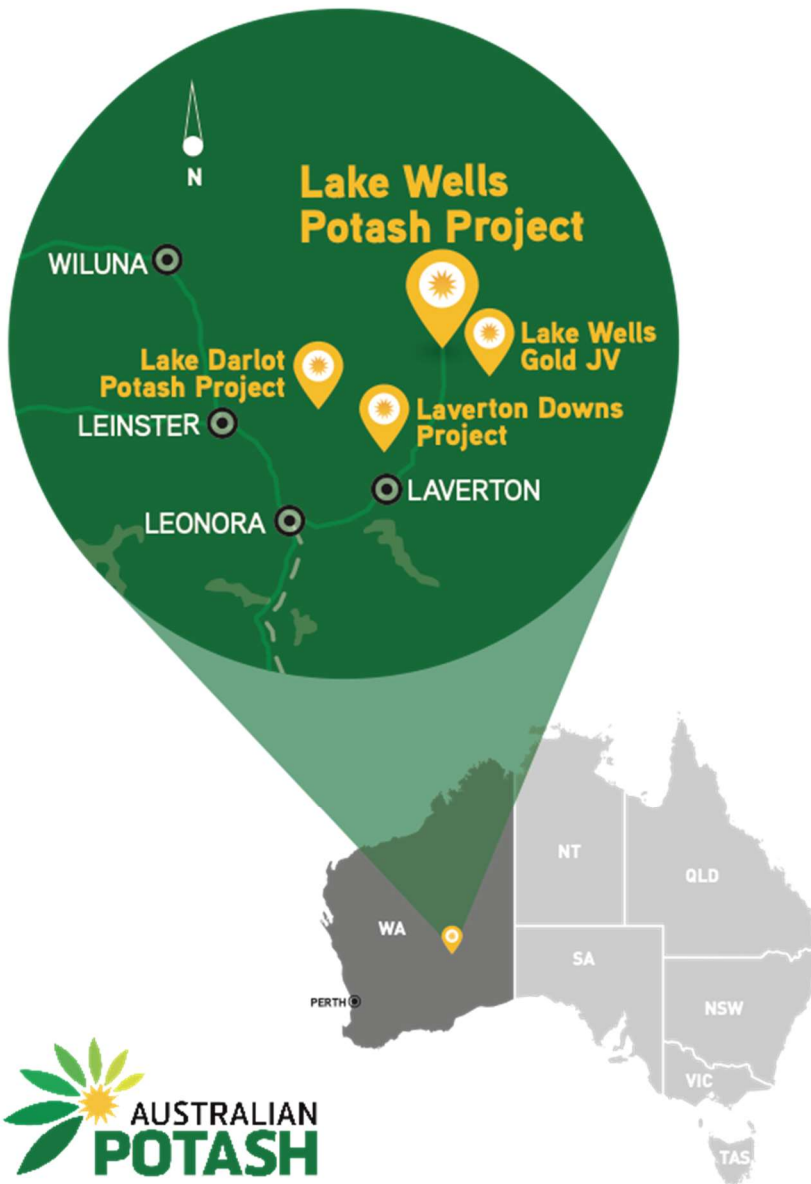 N
Lake Wells
Potash Project
WILUNA
Lake Wells
Gold JV
Lake Darlot
Potash Project
Laverton Downs
Project
LEINSTER
LAVERTON
LEONORA
NT
QLD
WA
SA
PERTH
NSW
VIC
TAS
AUSTRALIAN
POTASH